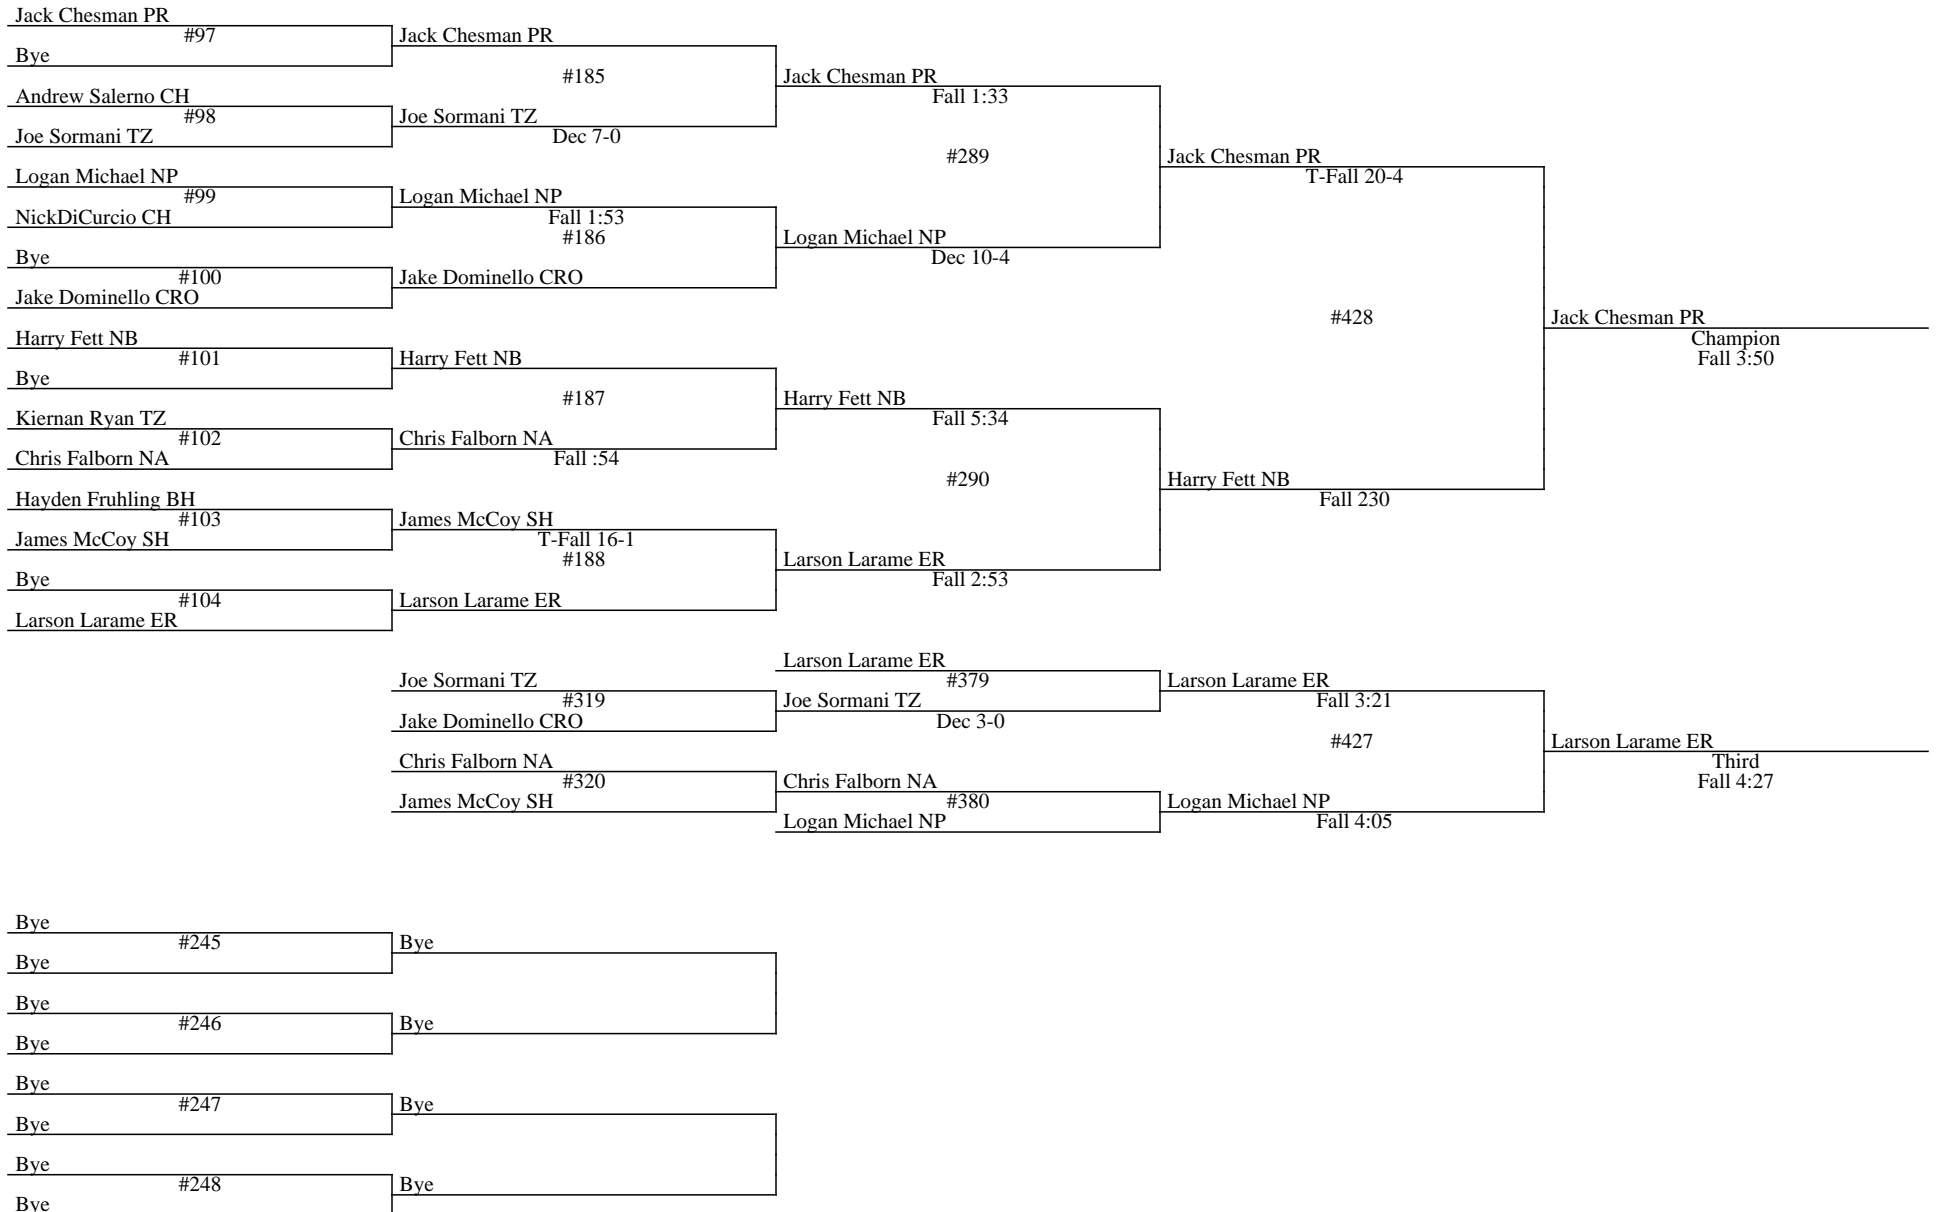 Jack Chesman PR
#97
Jack Chesman PR
Bye
#185
Jack Chesman PR
Fall 1:33
Andrew Salerno CH
#98
Joe Sormani TZ
Dec 7-0
Joe Sormani TZ
#289
Jack Chesman PR
T-Fall 20-4
Logan Michael NP
#99
Logan Michael NP
Fall 1:53
NickDiCurcio CH
#186
Logan Michael NP
Dec 10-4
Bye
#100
Jake Dominello CRO
Jake Dominello CRO
#428
Jack Chesman PR
Champion
Fall 3:50
Harry Fett NB
#101
Harry Fett NB
Bye
#187
Harry Fett NB
Fall 5:34
Kiernan Ryan TZ
#102
Chris Falborn NA
Fall :54
Chris Falborn NA
#290
Harry Fett NB
Fall 230
Hayden Fruhling BH
#103
James McCoy SH
T-Fall 16-1
James McCoy SH
#188
Larson Larame ER
Fall 2:53
Bye
#104
Larson Larame ER
Larson Larame ER
Larson Larame ER
Joe Sormani TZ
#379
Larson Larame ER
Fall 3:21
#319
Joe Sormani TZ
Dec 3-0
Jake Dominello CRO
#427
Larson Larame ER
Third
Fall 4:27
Chris Falborn NA
#320
Chris Falborn NA
James McCoy SH
#380
Logan Michael NP
Fall 4:05
Logan Michael NP
Bye
#245
Bye
Bye
Bye
#246
Bye
Bye
Bye
#247
Bye
Bye
Bye
#248
Bye
Bye